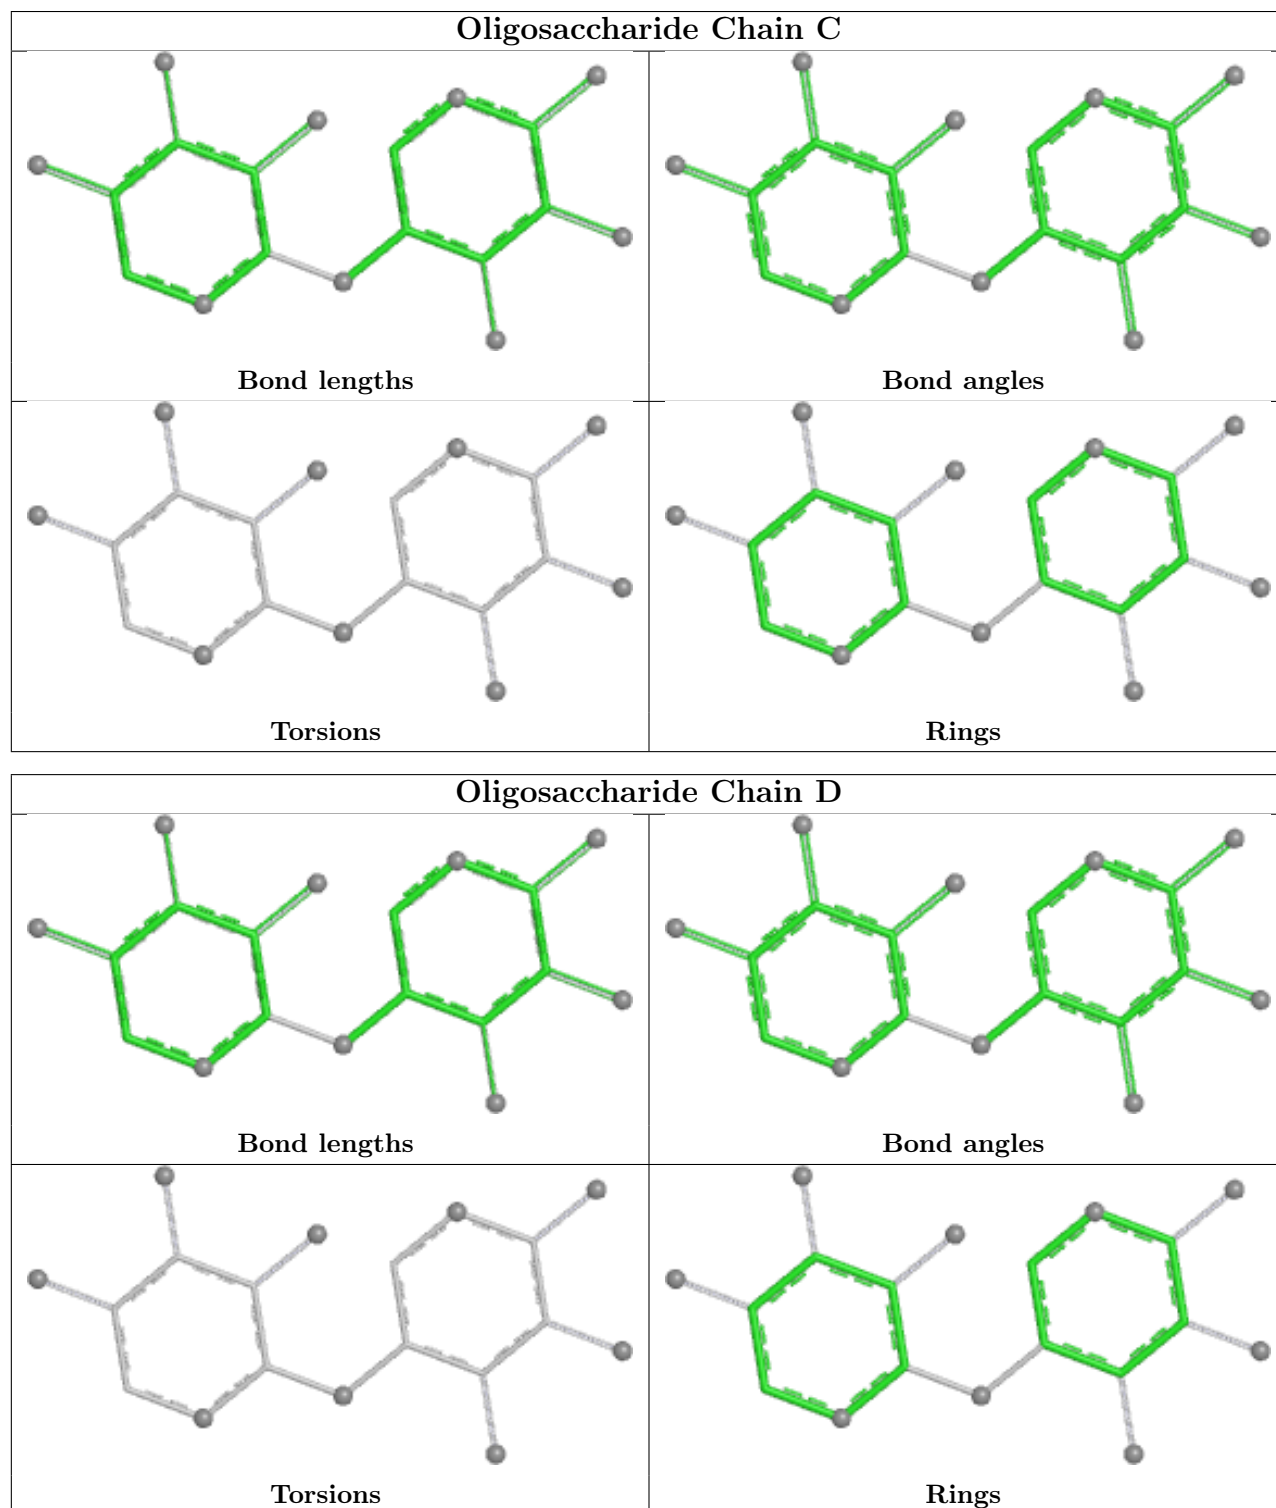 Oligosaccharide Chain C
Bond lengths
Bond angles
Torsions
Rings
Oligosaccharide Chain D
Bond lengths
Bond angles
Torsions
Rings